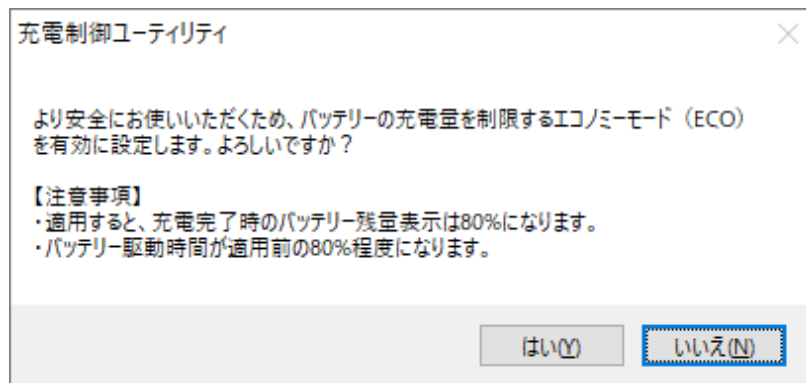 充電制御ユーティリティ
より安全にお使いいただくため、バッテリーの充電量を制限するエコノミーモード（ECO）
を有効に設定します。よろしいですか？
【注意事項】
・適用すると、充電完了時のバッテリー残量表示は80%になります。
・バッテリー駆動時間が適用前の80%程度になります。
はい(Y)
いいえ(N)